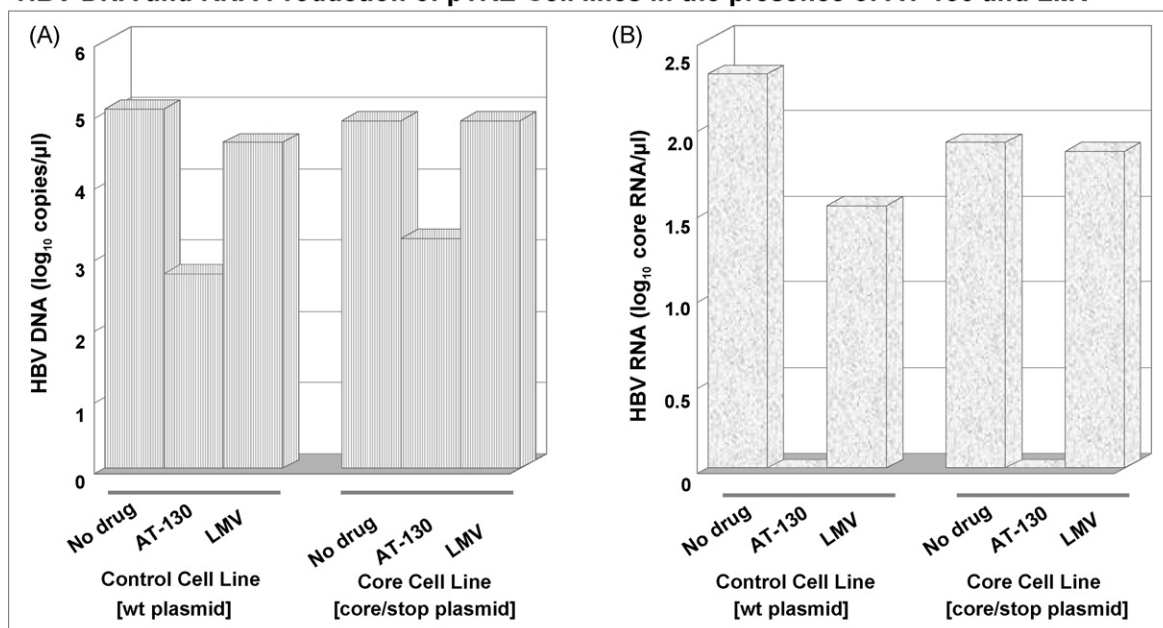 (A)
6
5
4
3
2
1
0
HBV DNA (log₁₀ copies/µl)
No drug
AT-130
LMV
No drug
AT-130
LMV
Control Cell Line
[wt plasmid]
Core Cell Line
[core/stop plasmid]
(B)
2.5
2.0
1.5
1.0
0.5
0
HBV RNA (log₁₀ core RNA/µl)
No drug
AT-130
LMV
No drug
AT-130
LMV
Control Cell Line
[wt plasmid]
Core Cell Line
[core/stop plasmid]